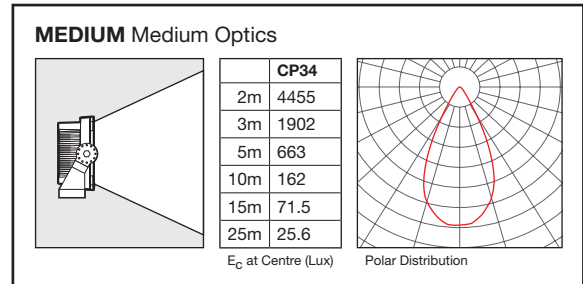 MEDIUM Medium Optics
CP34
2m 4455
3m 1902
5m 663
10m 162
15m 71.5
25m 25.6
EC at Centre (Lux)
Polar Distribution